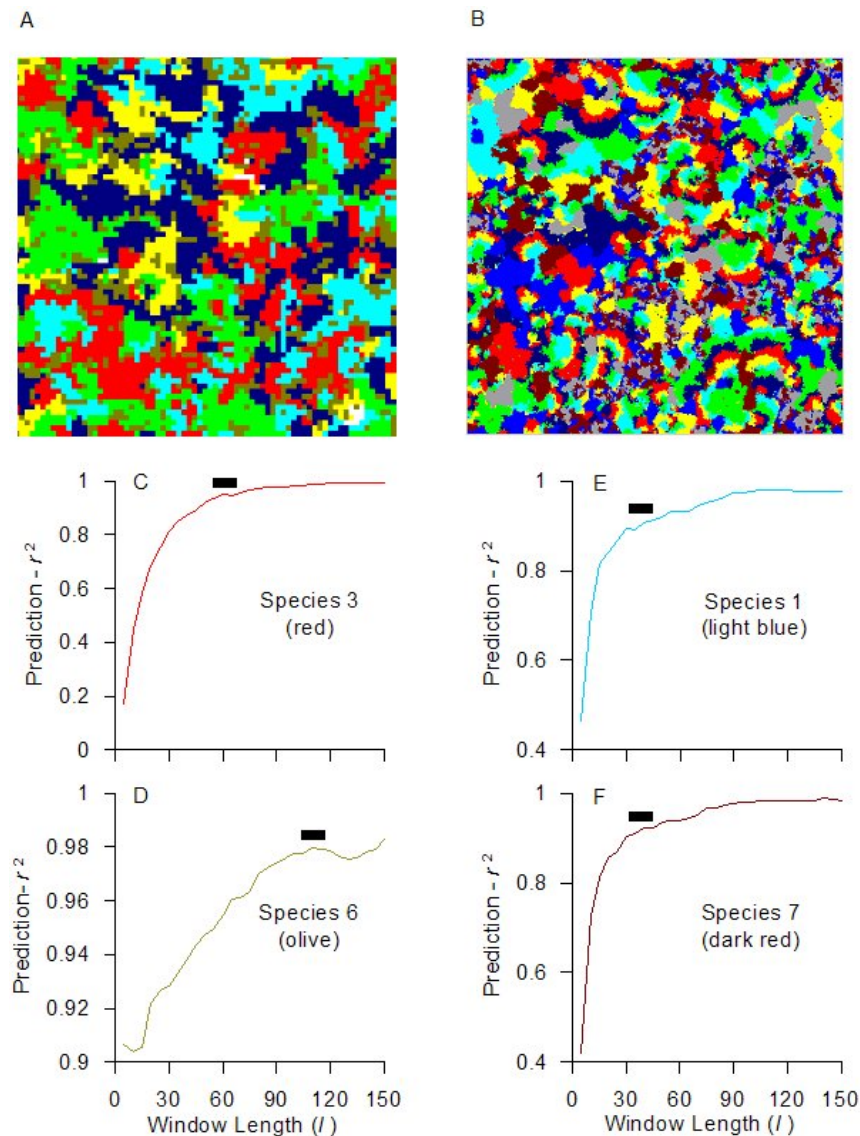 A
B
C
1
0.8
0.6
0.4
0.2
0
Prediction - r²
Species 3
(red)
E
1
0.8
0.6
0.4
Prediction - r²
Species 1
(light blue)
D
1
0.98
0.96
0.94
0.92
0.9
Prediction- r²
Species 6
(olive)
0 30 60 90 120 150
Window Length (l)
F
1
0.8
0.6
0.4
Prediction - r²
Species 7
(dark red)
0 30 60 90 120 150
Window Length (l)